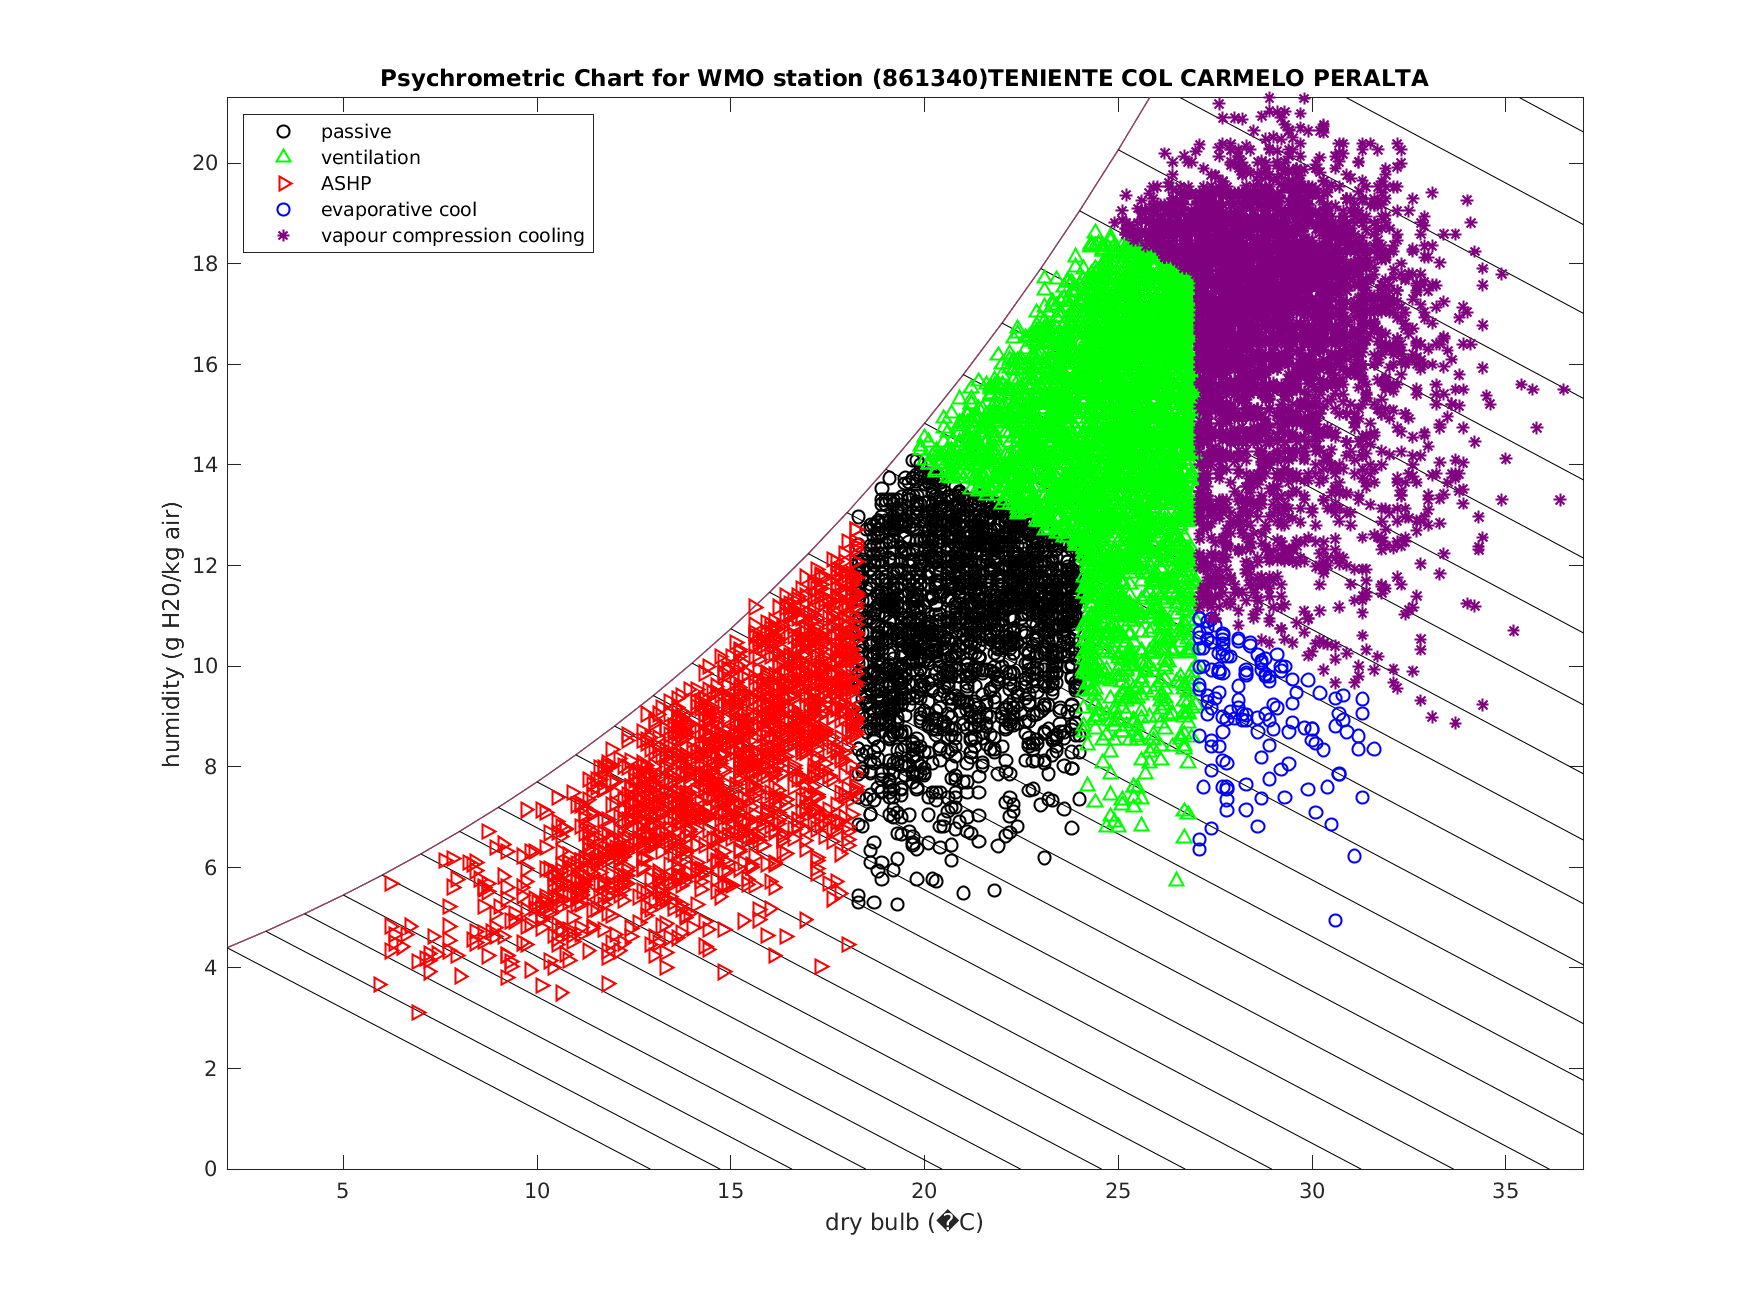 Psychrometric Chart for WMO station (861340)TENIENTE COL CARMELO PERALTA
passive
ventilation
ASHP
evaporative cool
vapour compression cooling
humidity (g H20/kg air)
20
18
16
14
12
10
8
6
4
2
0
5 10 15 20 25 30 35
dry bulb (�C)